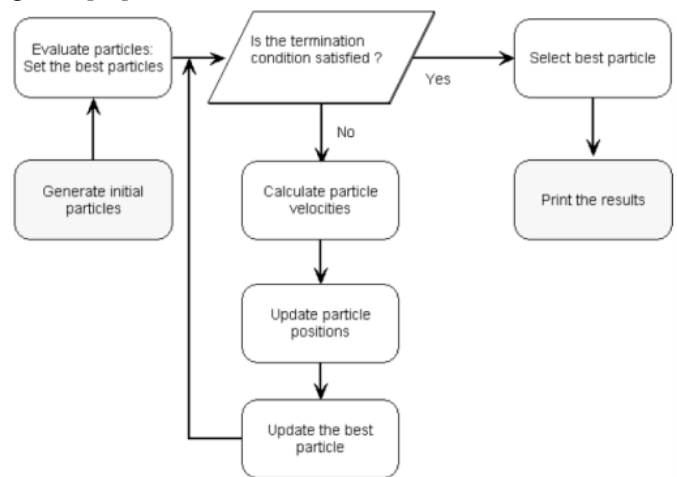 Evaluate particles:
Set the best particles
Is the termination
condition satisfied ?
Yes
Select best particle
No
Generate initial
particles
Calculate particle
velocities
Print the results
Update particle
positions
Update the best
particle